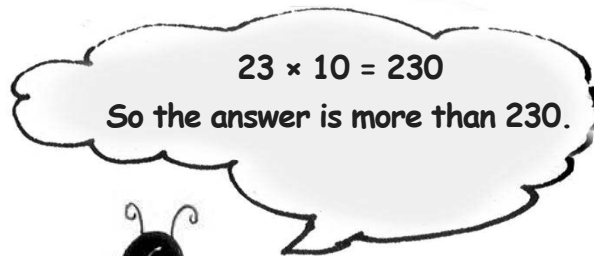 23 × 10 = 230
So the answer is more than 230.